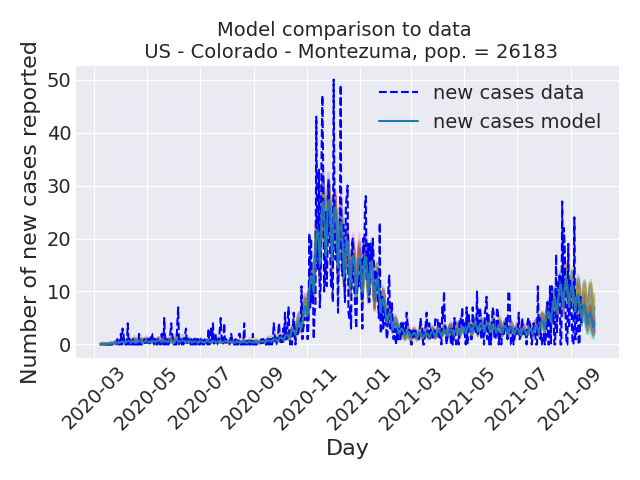 Model comparison to data
US - Colorado - Montezuma, pop. = 26183
Number of new cases reported
50
40
30
20
10
0
new cases data
new cases model
2020-03
2020-05
2020-07
2020-09
2020-11
2021-01
2021-03
2021-05
2021-07
2021-09
Day